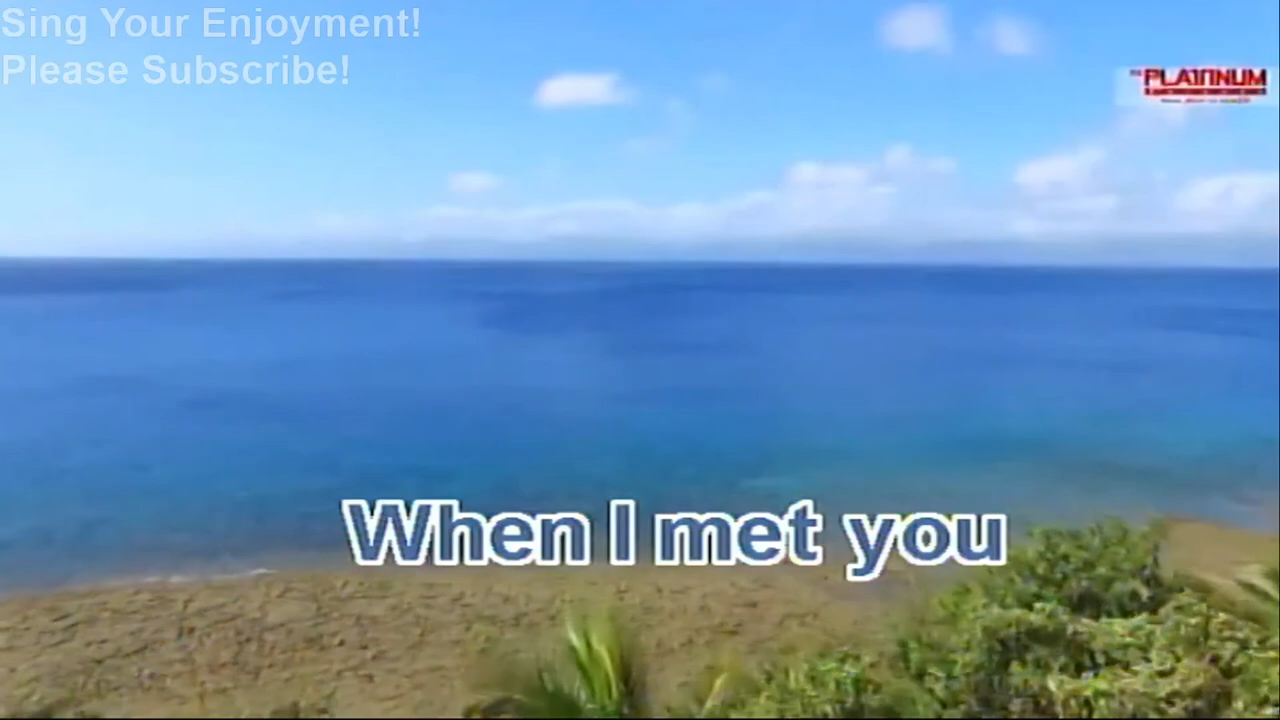 Sing Your Enjoyment!
Please Subscribe!
PLATINUM
When I met you